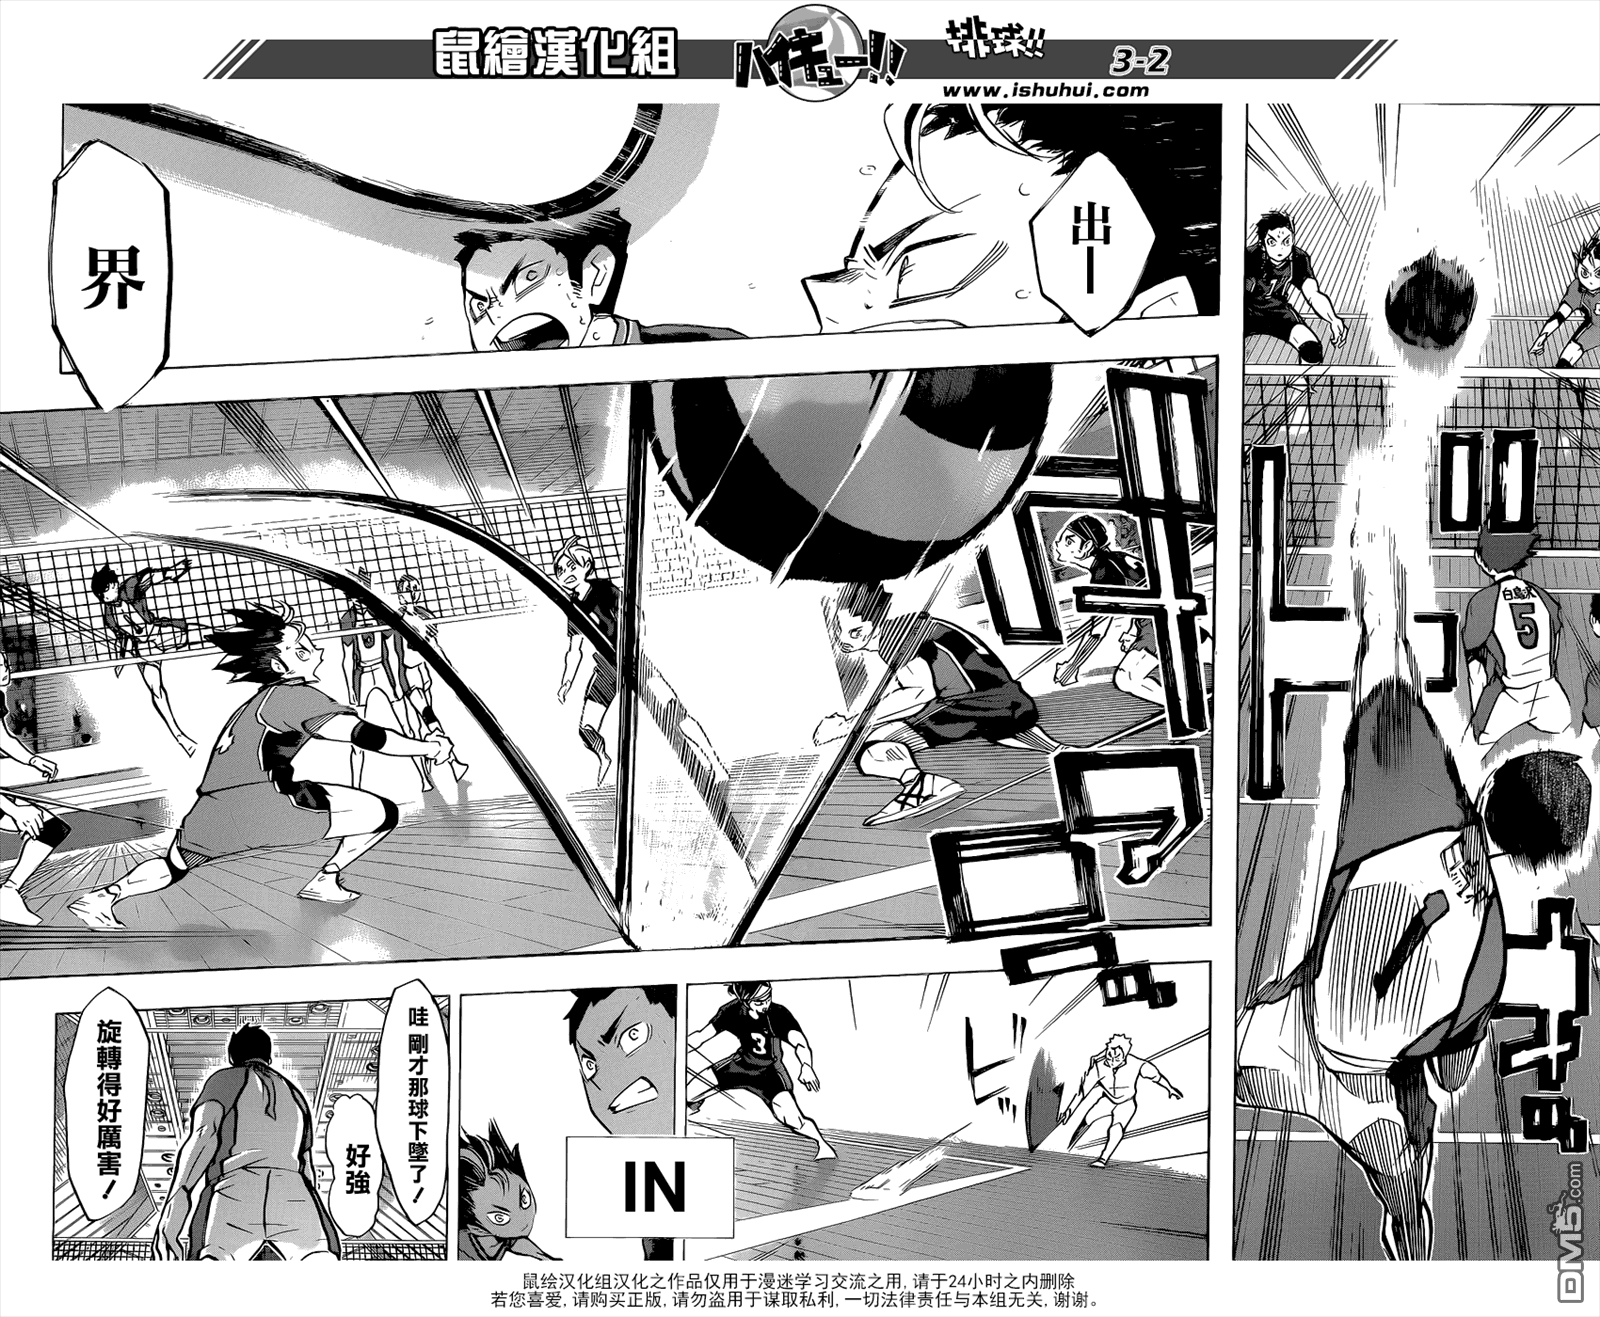 鼠繪漢化組
ハイキュー!!
排球!!
3-2
www.ishuhui.com
白鳥沢
5
1
出ー
界
3
IN
哇 剛才那球下墜了!
好強
旋轉得好厲害!
鼠绘汉化组汉化之作品仅用于漫迷学习交流之用,请于24小时之内删除
若您喜爱,请购买正版,请勿盗用于谋取私利,一切法律责任与本组无关,谢谢。
DM5.com